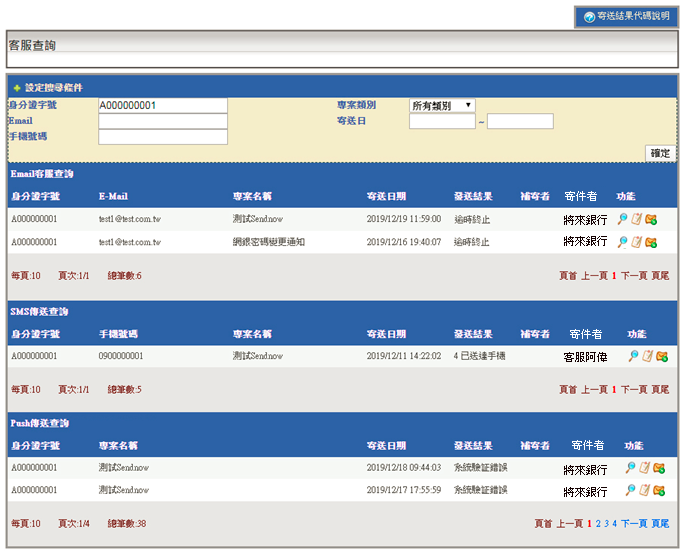 寄送結果代碼說明
客服查詢
設定搜尋條件
身分證字號 A000000001 專案類別 所有類別
Email 寄送日 ~
手機號碼
確定
Email客服查詢
身分證字號 E-Mail 專案名稱 寄送日期 發送結果 補寄者 寄件者 功能
A000000001 test1@test.com.tw 測試Sendnow 2019/12/19 11:59:00 逾時終止 將來銀行
A000000001 test1@test.com.tw 網銀密碼變更通知 2019/12/16 19:40:07 逾時終止 將來銀行
每頁:10 頁次:1/1 總筆數:6 頁首 上一頁 1 下一頁 頁尾
SMS傳送查詢
身分證字號 手機號碼 專案名稱 寄送日期 發送結果 補寄者 寄件者 功能
A000000001 0900000001 測試Sendnow 2019/12/11 14:22:02 4 已送達手機 客服阿偉
每頁:10 頁次:1/1 總筆數:5 頁首 上一頁 1 下一頁 頁尾
Push傳送查詢
身分證字號 專案名稱 寄送日期 發送結果 補寄者 寄件者 功能
A000000001 測試Sendnow 2019/12/18 09:44:03 系統驗証錯誤 將來銀行
A000000001 測試Sendnow 2019/12/17 17:55:59 系統驗証錯誤 將來銀行
每頁:10 頁次:1/4 總筆數:38 頁首 上一頁 1 2 3 4 下一頁 頁尾